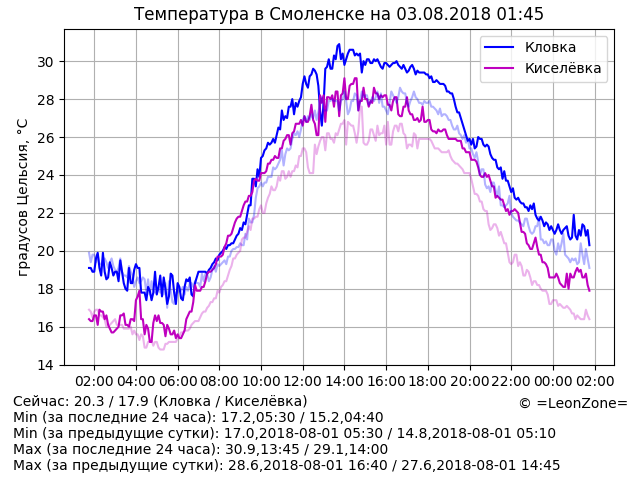 Температура в Смоленске на 03.08.2018 01:45
Кловка
Киселёвка
градусов Цельсия, °C
30
28
26
24
22
20
18
16
14
02:00 04:00 06:00 08:00 10:00 12:00 14:00 16:00 18:00 20:00 22:00 00:00 02:00
Сейчас: 20.3 / 17.9 (Кловка / Киселёвка)
© =LeonZone=
Min (за последние 24 часа): 17.2,05:30 / 15.2,04:40
Min (за предыдущие сутки): 17.0,2018-08-01 05:30 / 14.8,2018-08-01 05:10
Max (за последние 24 часа): 30.9,13:45 / 29.1,14:00
Max (за предыдущие сутки): 28.6,2018-08-01 16:40 / 27.6,2018-08-01 14:45